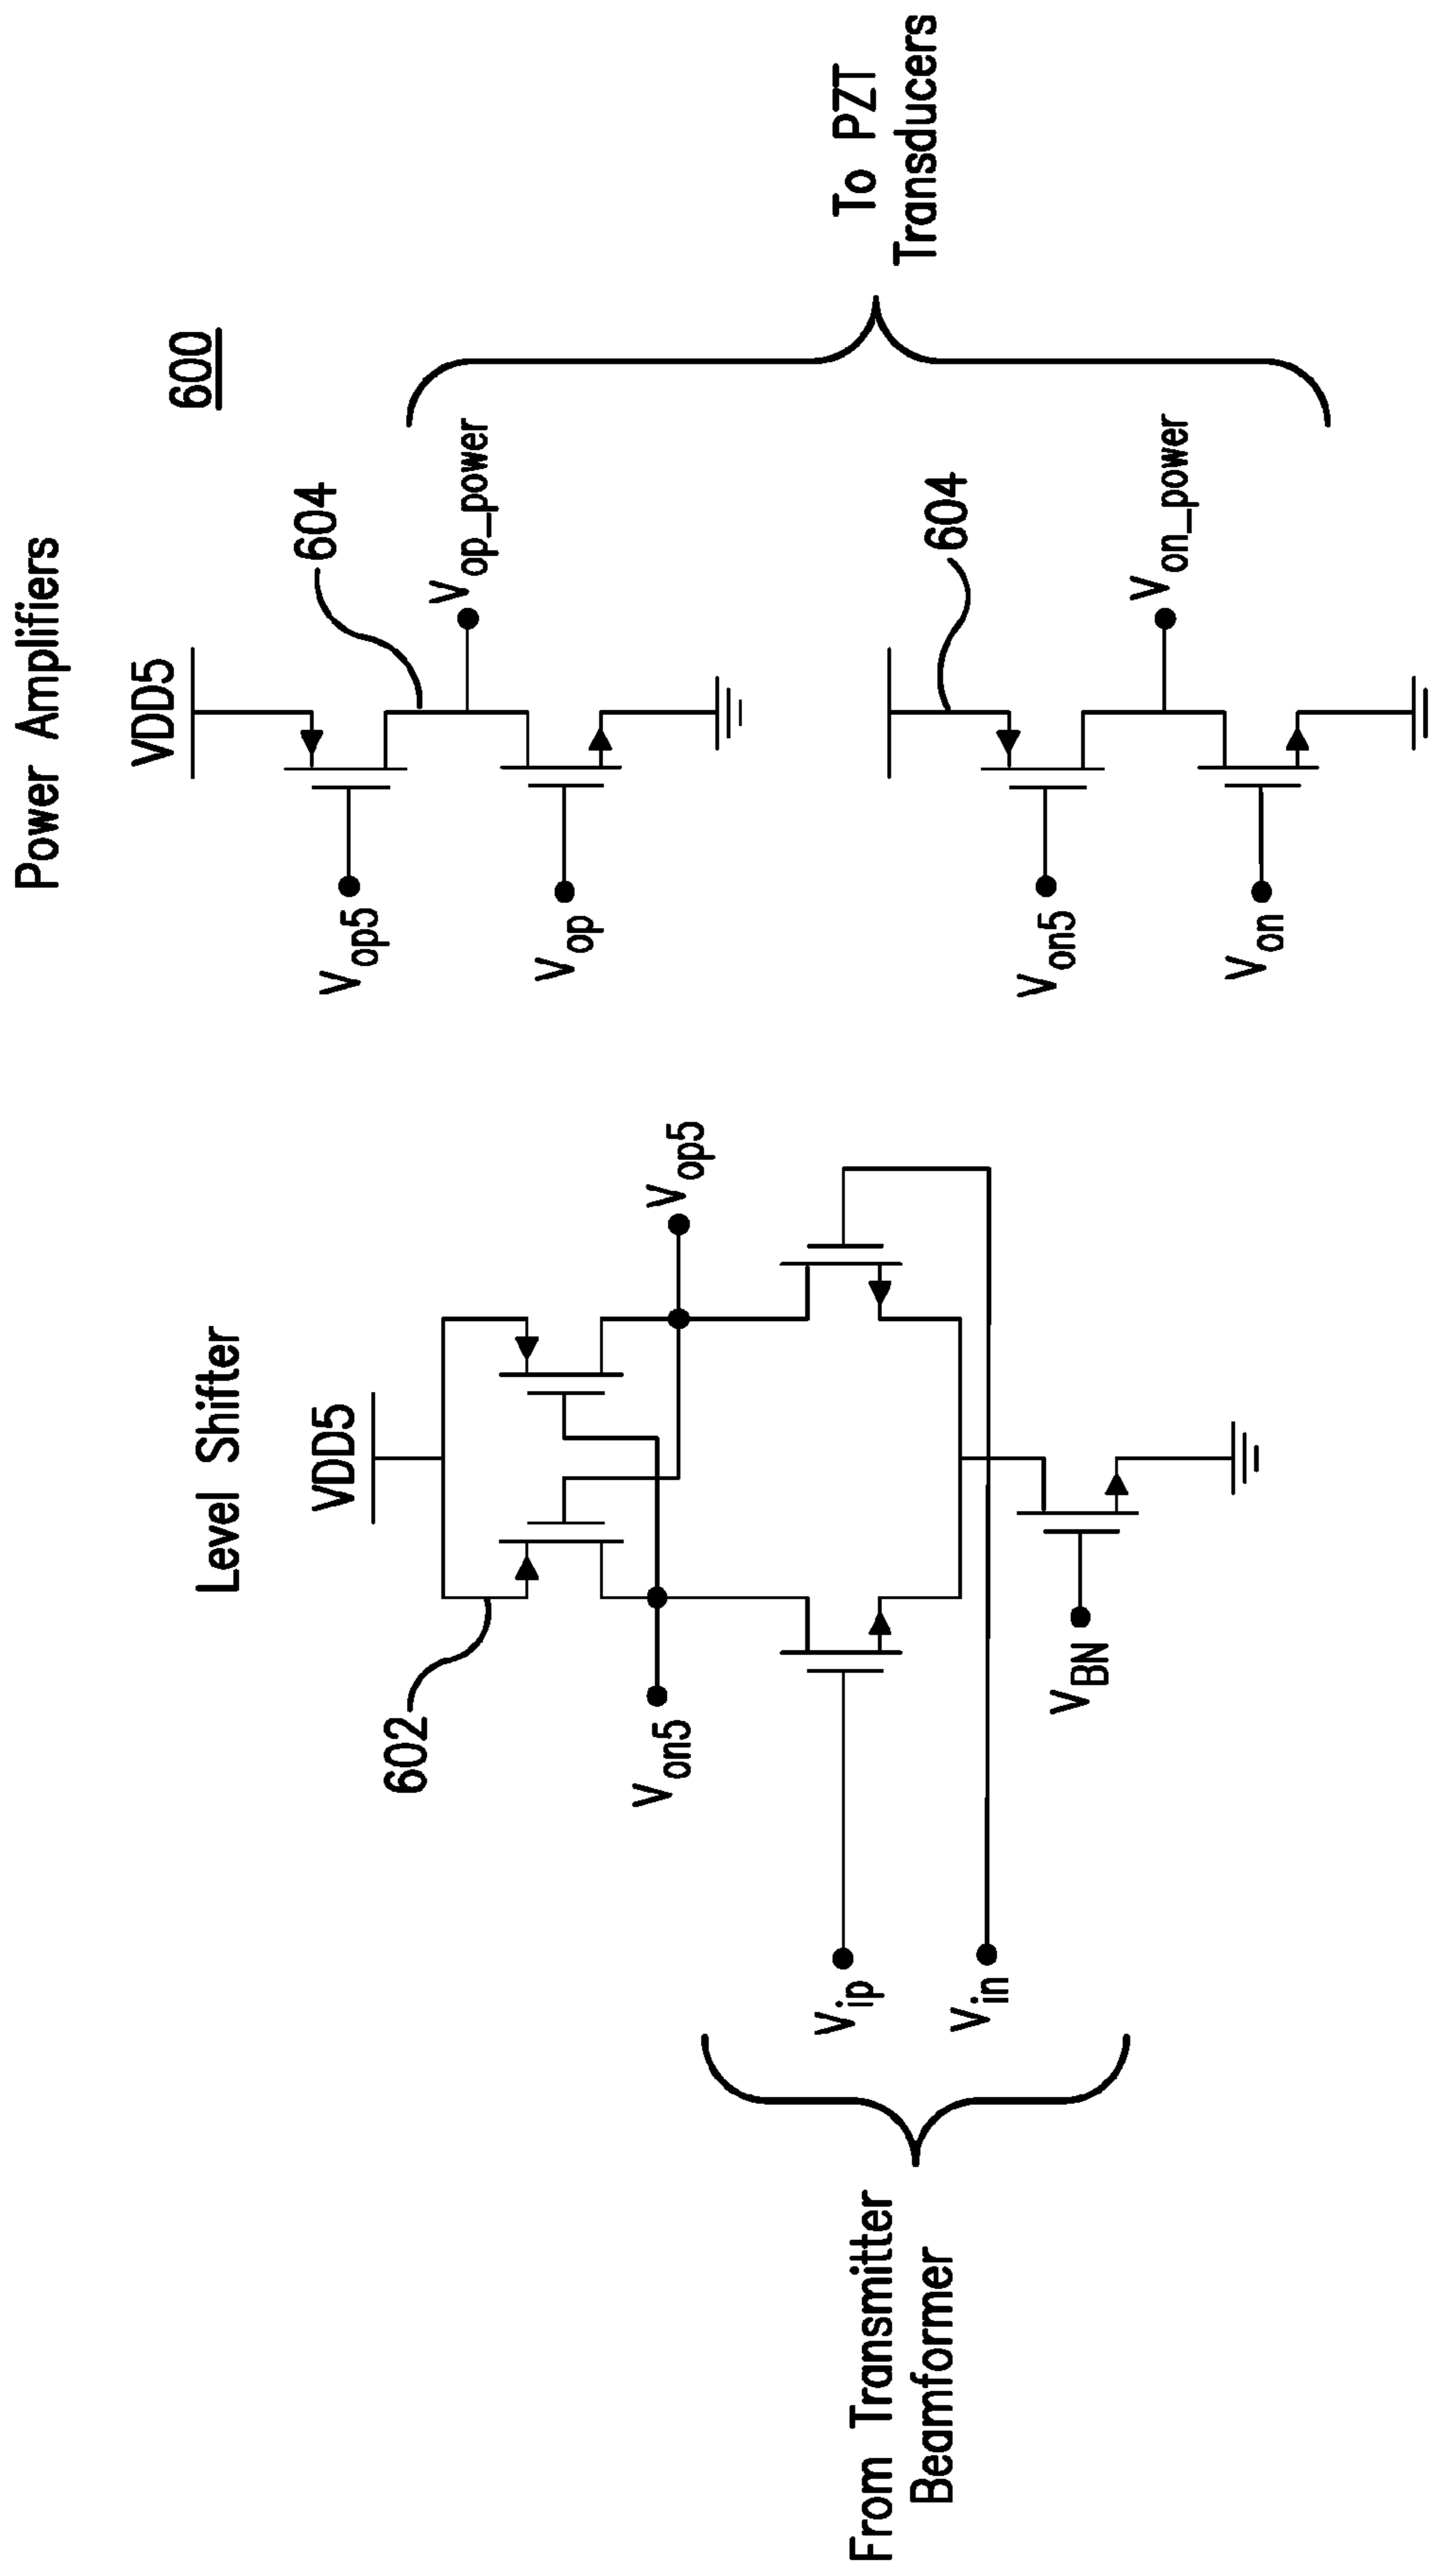 600
Level Shifter
Power Amplifiers
VDD5
VDD5
602
604
604
Von5
Vop5
Vop5
Vop
Vop_power
Von5
Von
Von_power
Vip
Vin
VBN
From Transmitter
Beamformer
To PZT
Transducers